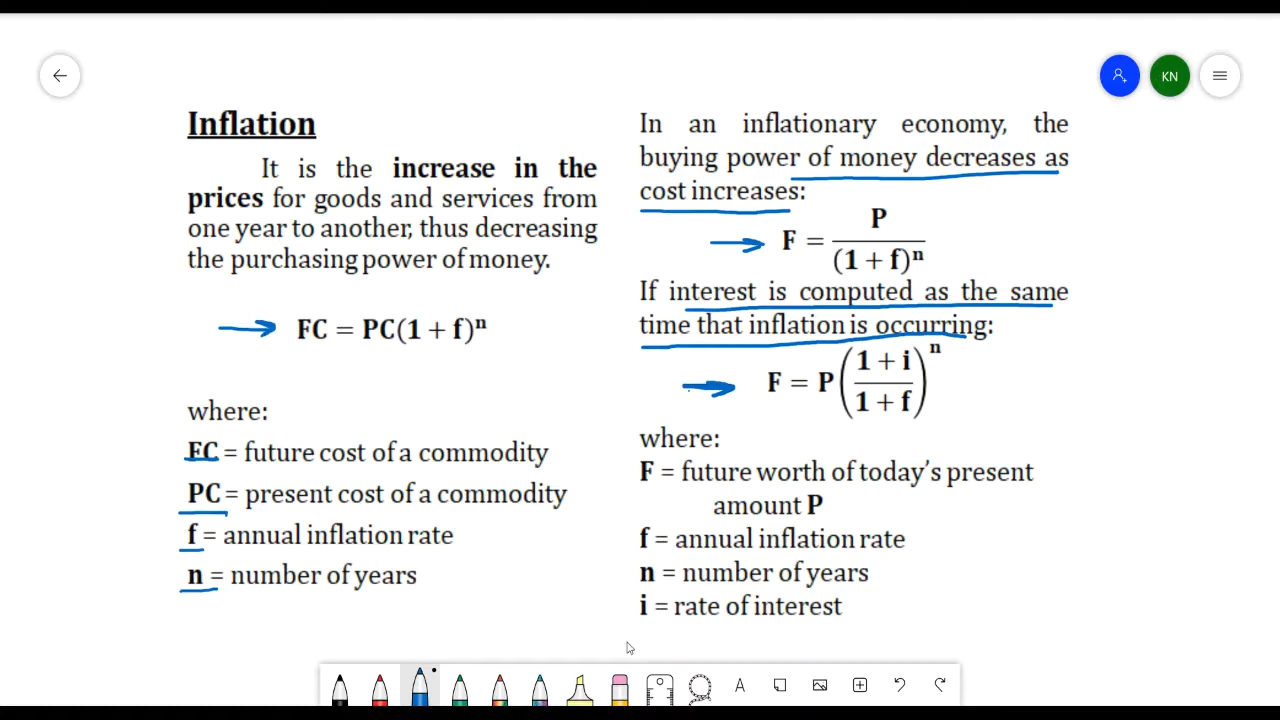 KN
Inflation
It is the increase in the
prices for goods and services from
one year to another, thus decreasing
the purchasing power of money.
FC = PC(1 + f)ⁿ
where:
FC = future cost of a commodity
PC = present cost of a commodity
f = annual inflation rate
n = number of years
In an inflationary economy, the
buying power of money decreases as
cost increases:
F = P / (1 + f)ⁿ
If interest is computed as the same
time that inflation is occurring:
F = P((1 + i) / (1 + f))ⁿ
where:
F = future worth of today's present
amount P
f = annual inflation rate
n = number of years
i = rate of interest
A